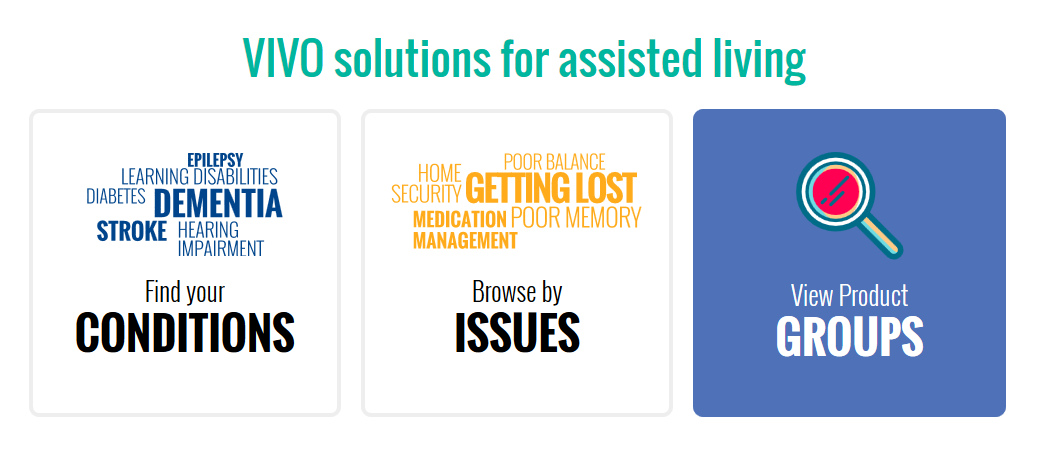 VIVO solutions for assisted living
EPILEPSY
LEARNING DISABILITIES
DIABETES DEMENTIA
STROKE HEARING
IMPAIRMENT
Find your
CONDITIONS
POOR BALANCE
HOME
SECURITY GETTING LOST
MEDICATION POOR MEMORY
MANAGEMENT
Browse by
ISSUES
View Product
GROUPS